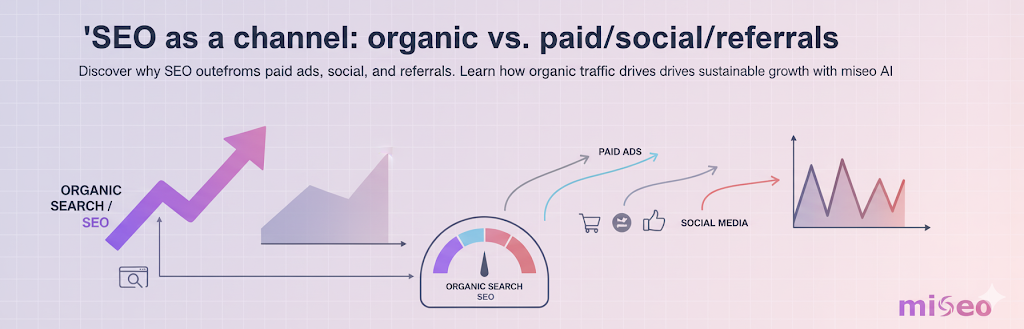 'SEO as a channel: organic vs. paid/social/referrals
Discover why SEO outefroms paid ads, social, and referrals. Learn how organic traffic drives drives sustainable growth with miseo AI
ORGANIC
SEARCH /
SEO
PAID ADS
SOCIAL MEDIA
ORGANIC SEARCH
SEO
miseo